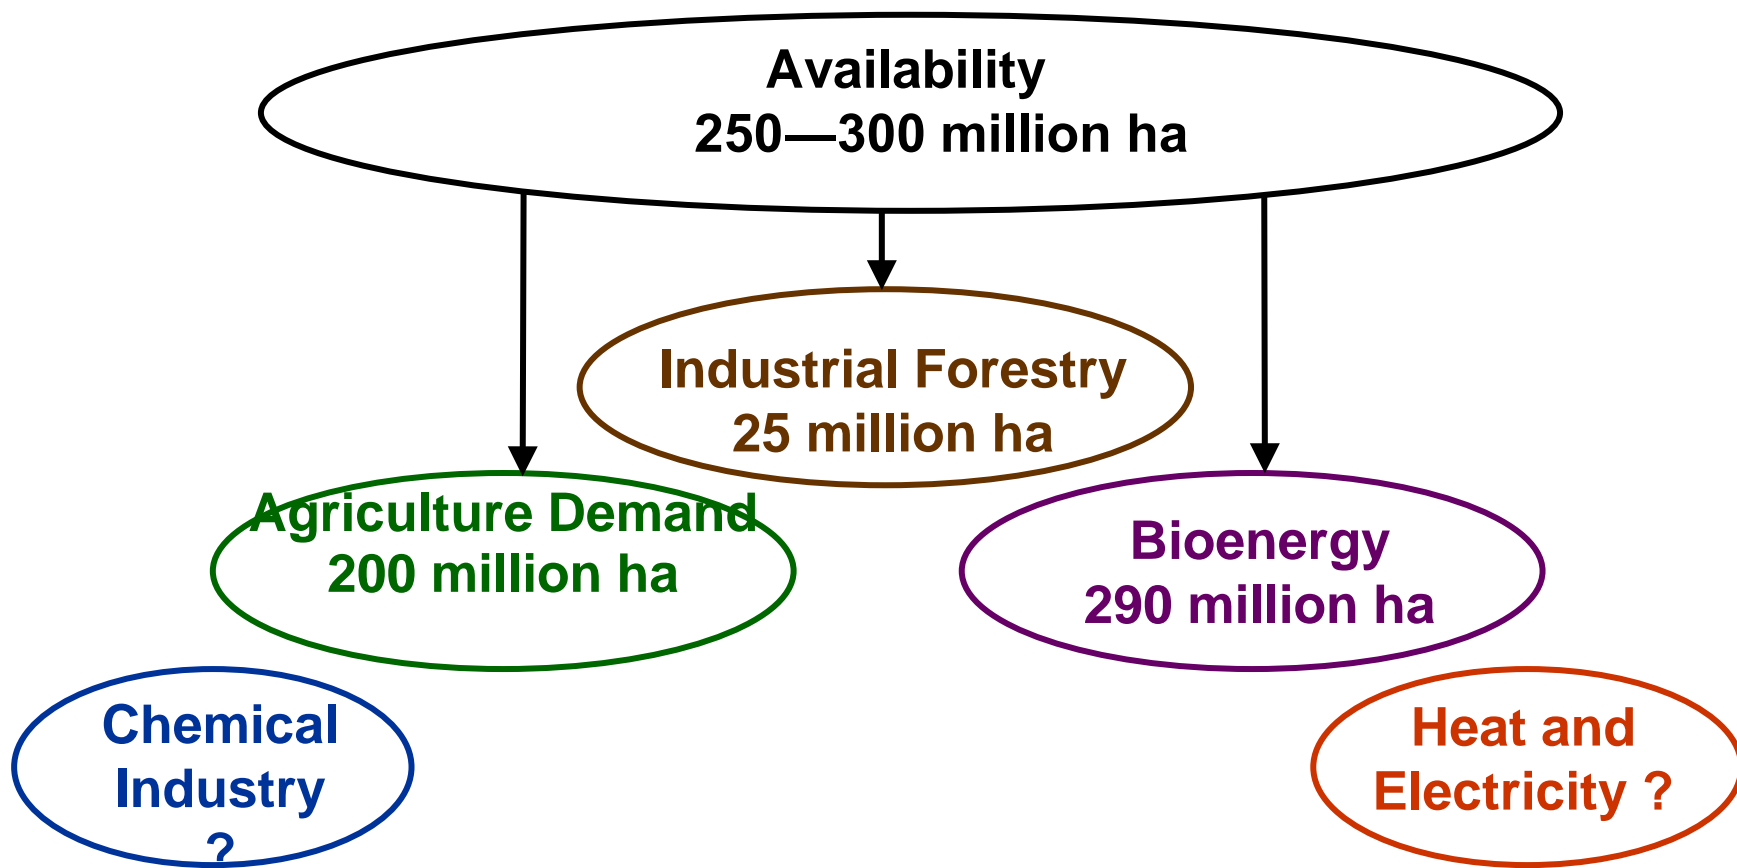 Availability
250—300 million ha
Industrial Forestry
25 million ha
Agriculture Demand
200 million ha
Bioenergy
290 million ha
Chemical
Industry
?
Heat and
Electricity ?